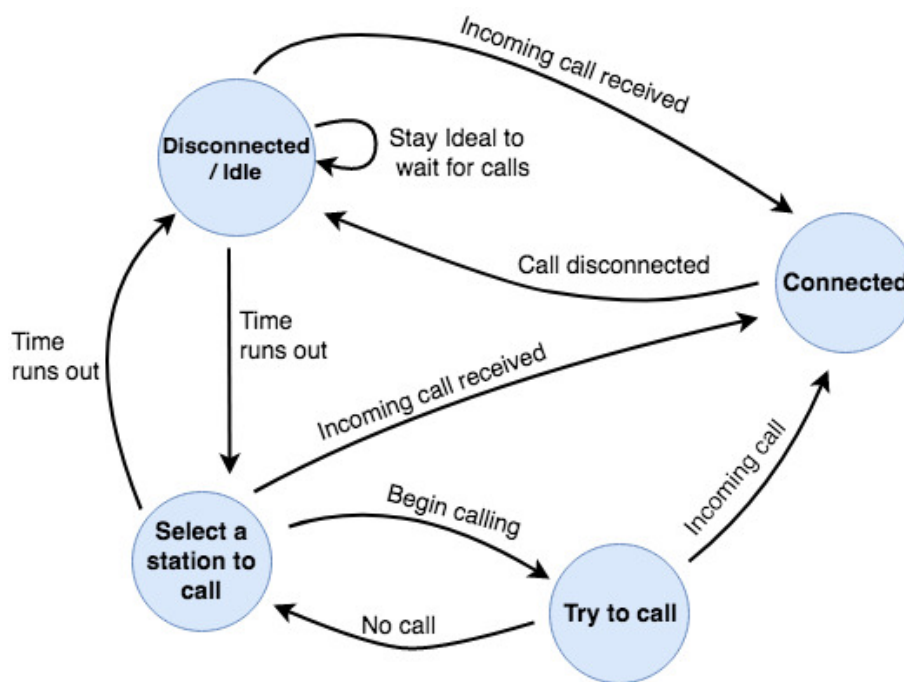 Incoming call received
Disconnected
/ Idle
Stay Ideal to
wait for calls
Call disconnected
Connected
Time
runs out
Time
runs out
Incoming call received
Incoming call
Begin calling
Select a
station to
call
Try to call
No call